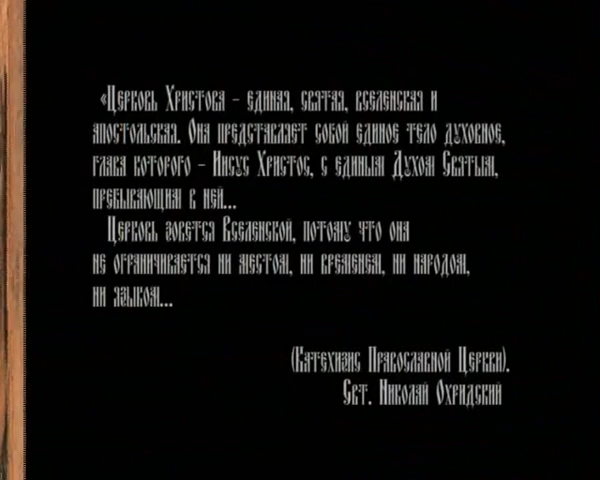 «Церковь Христова - единая, святая, вселенская и
апостольская. Она представляет собой единое тело духовное,
глава которого - Иисус Христос, с единым Духом Святым,
пребывающим в ней...
Церковь зовется Вселенской, потому что она
не ограничивается ни местом, ни временем, ни народом,
ни языком...
(Катехизис Православной Церкви).
Свт. Николай Охридский